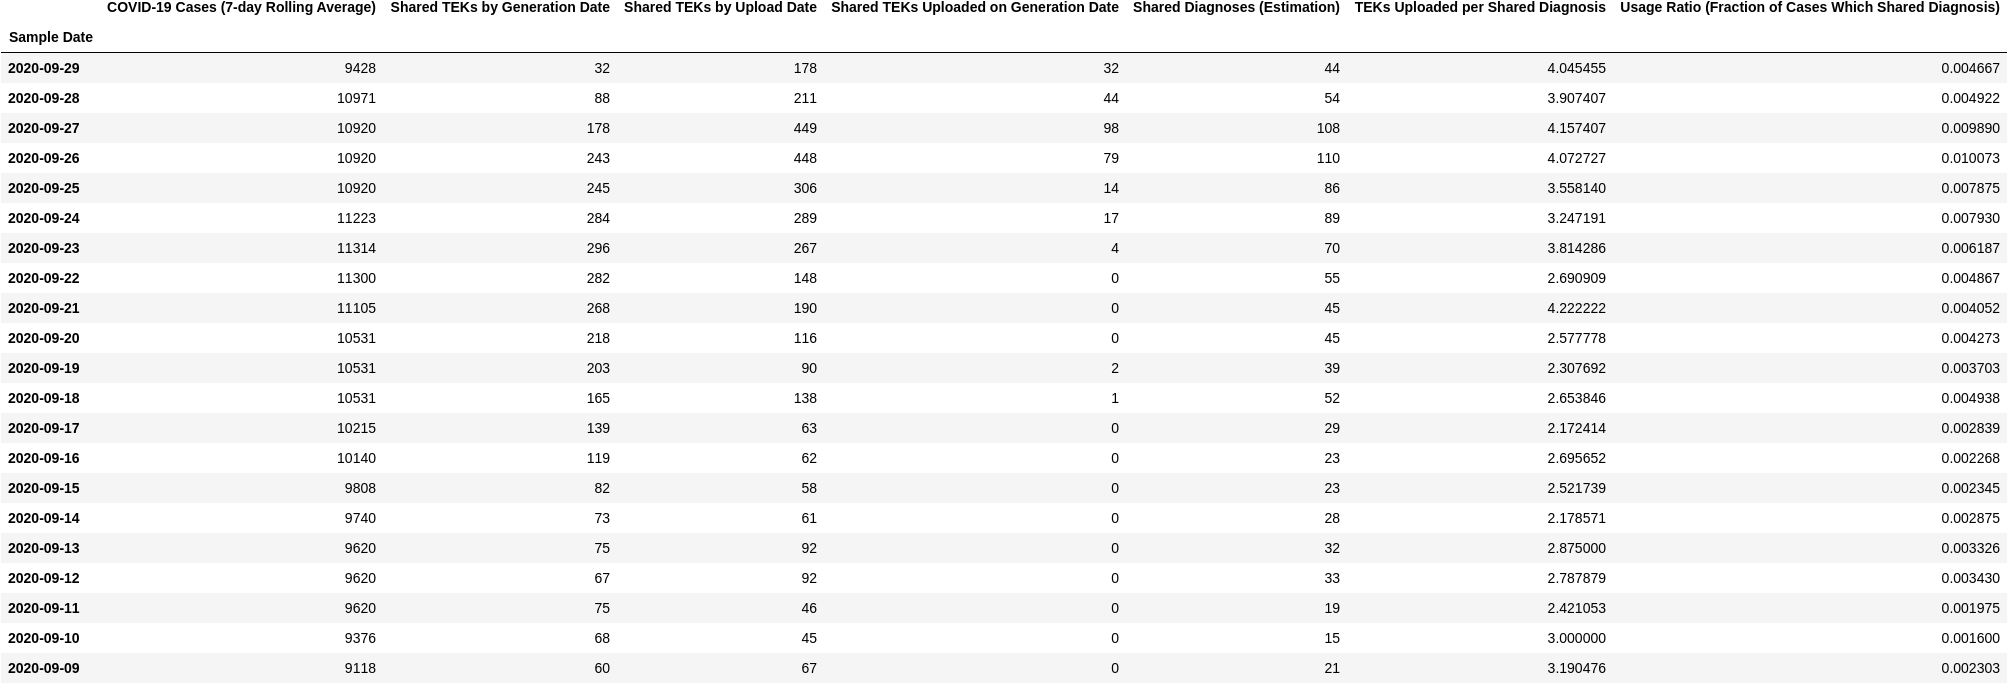 COVID-19 Cases (7-day Rolling Average) Shared TEKs by Generation Date Shared TEKs by Upload Date Shared TEKs Uploaded on Generation Date Shared Diagnoses (Estimation) TEKs Uploaded per Shared Diagnosis Usage Ratio (Fraction of Cases Which Shared Diagnosis)
Sample Date
2020-09-29 9428 32 178 32 44 4.045455 0.004667
2020-09-28 10971 88 211 44 54 3.907407 0.004922
2020-09-27 10920 178 449 98 108 4.157407 0.009890
2020-09-26 10920 243 448 79 110 4.072727 0.010073
2020-09-25 10920 245 306 14 86 3.558140 0.007875
2020-09-24 11223 284 289 17 89 3.247191 0.007930
2020-09-23 11314 296 267 4 70 3.814286 0.006187
2020-09-22 11300 282 148 0 55 2.690909 0.004867
2020-09-21 11105 268 190 0 45 4.222222 0.004052
2020-09-20 10531 218 116 0 45 2.577778 0.004273
2020-09-19 10531 203 90 2 39 2.307692 0.003703
2020-09-18 10531 165 138 1 52 2.653846 0.004938
2020-09-17 10215 139 63 0 29 2.172414 0.002839
2020-09-16 10140 119 62 0 23 2.695652 0.002268
2020-09-15 9808 82 58 0 23 2.521739 0.002345
2020-09-14 9740 73 61 0 28 2.178571 0.002875
2020-09-13 9620 75 92 0 32 2.875000 0.003326
2020-09-12 9620 67 92 0 33 2.787879 0.003430
2020-09-11 9620 75 46 0 19 2.421053 0.001975
2020-09-10 9376 68 45 0 15 3.000000 0.001600
2020-09-09 9118 60 67 0 21 3.190476 0.002303